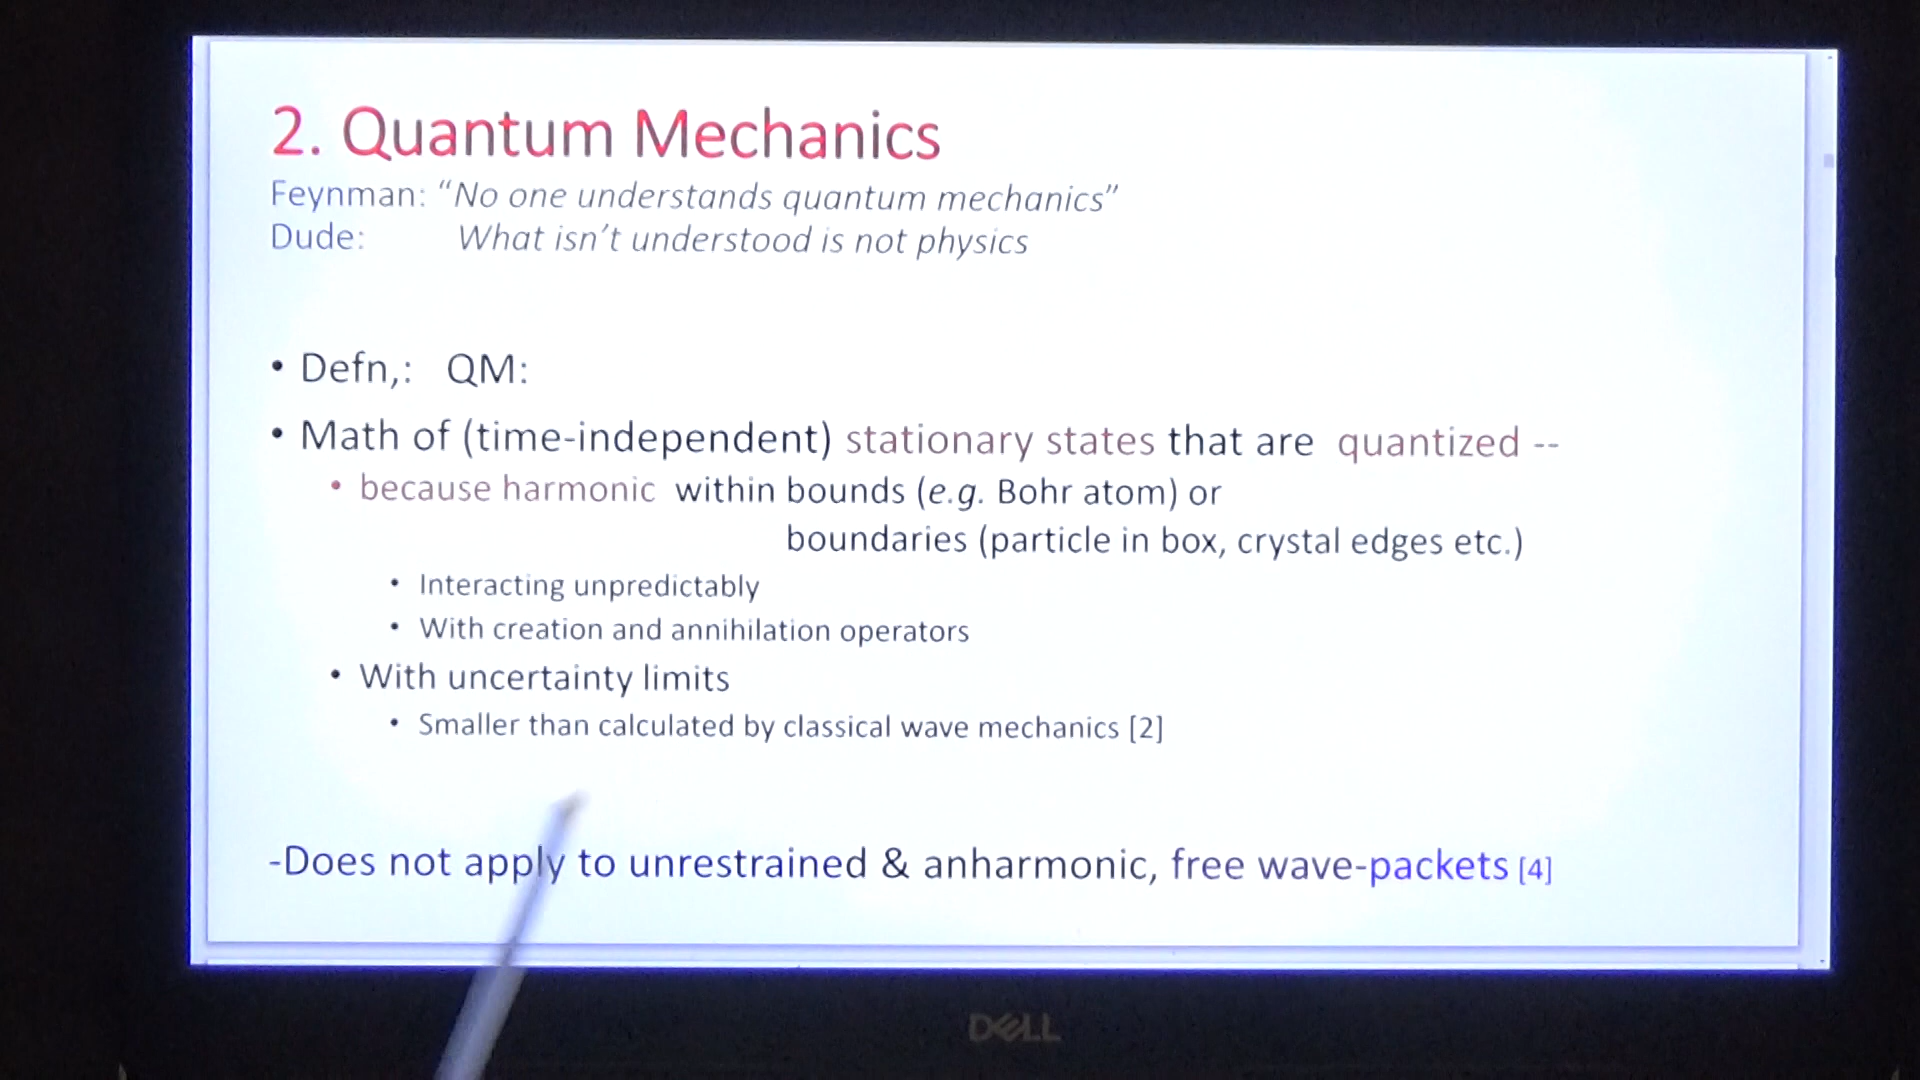 2. Quantum Mechanics
Feynman: “No one understands quantum mechanics”
Dude: What isn’t understood is not physics
• Defn,: QM:
• Math of (time-independent) stationary states that are quantized --
• because harmonic within bounds (e.g. Bohr atom) or
boundaries (particle in box, crystal edges etc.)
• Interacting unpredictably
• With creation and annihilation operators
• With uncertainty limits
• Smaller than calculated by classical wave mechanics [2]
-Does not apply to unrestrained & anharmonic, free wave-packets [4]
DELL